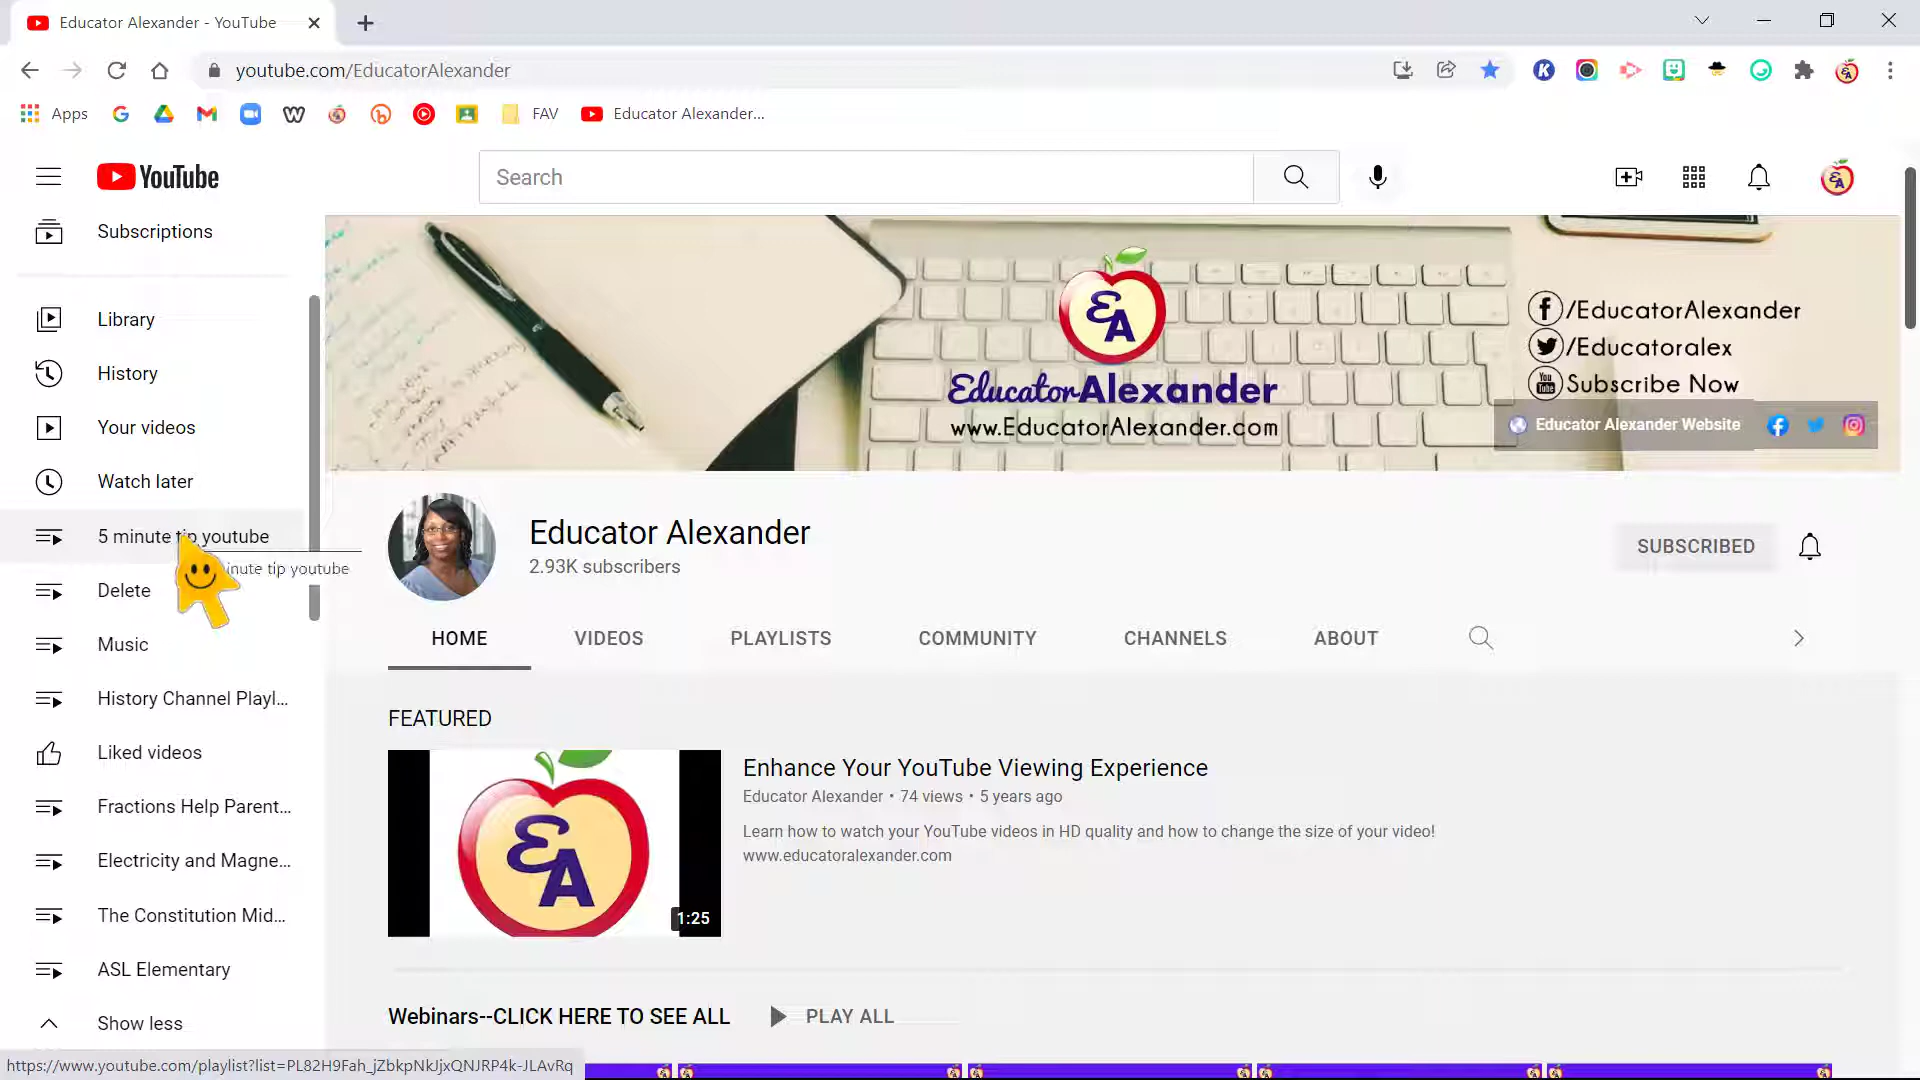 Educator Alexander - YouTube
youtube.com/EducatorAlexander
Apps
FAV
Educator Alexander...
YouTube
Search
Subscriptions
Library
History
Your videos
Watch later
5 minute tip youtube
inute tip youtube
Delete
Music
History Channel Playl...
Liked videos
Fractions Help Parent...
Electricity and Magne...
The Constitution Mid...
ASL Elementary
Show less
https://www.youtube.com/playlist?list=PL82H9Fah_jZbkpNkJjxQNJRP4k-JLAvRq
EA
EducatorAlexander
www.EducatorAlexander.com
/EducatorAlexander
/Educatoralex
You Tube Subscribe Now
Educator Alexander Website
Educator Alexander
2.93K subscribers
SUBSCRIBED
HOME VIDEOS PLAYLISTS COMMUNITY CHANNELS ABOUT
FEATURED
EA
1:25
Enhance Your YouTube Viewing Experience
Educator Alexander • 74 views • 5 years ago
Learn how to watch your YouTube videos in HD quality and how to change the size of your video!
www.educatoralexander.com
Webinars--CLICK HERE TO SEE ALL
PLAY ALL